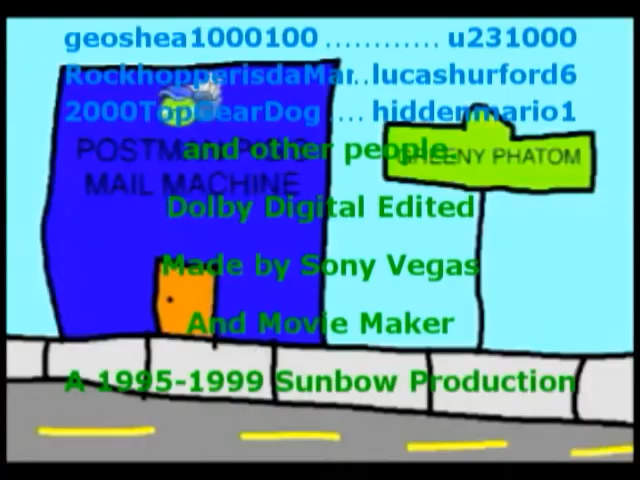 geoshea1000100 ............ u231000
RockhopperisdaMan.. lucashurford6
2000TopGearDog .... hiddenmario1
POSTMAN
and other people
GREENY PHATOM
MAIL MACHINE
Dolby Digital Edited
Made by Sony Vegas
And Movie Maker
A 1995-1999 Sunbow Production